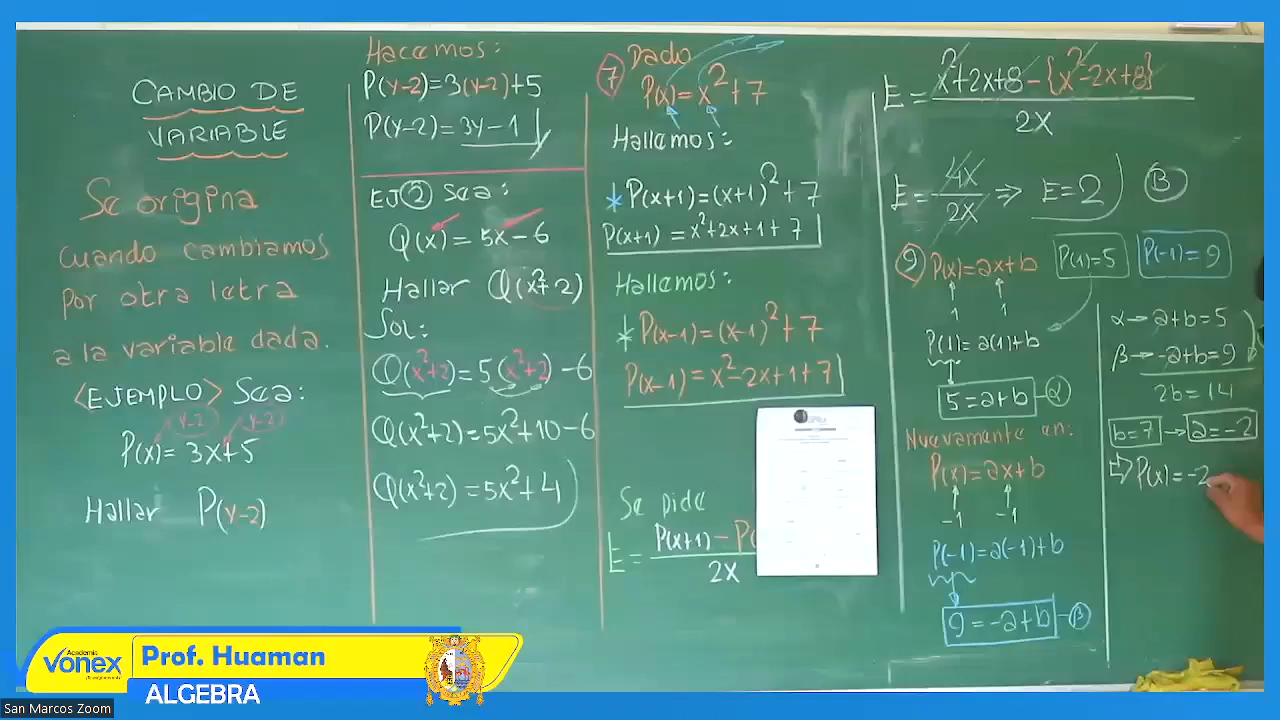 CAMBIO DE
VARIABLE
Se origina
cuando cambiamos
por otra letra
a la variable dada.
<EJEMPLO> Sea:
y-2 y-2
P(x)= 3x+5
Hallar P(y-2)
Hacemos:
P(y-2)=3(y-2)+5
P(y-2)= 3y-1
EJ② Sea:
Q(x)= 5x-6
Hallar Q(x²+2)
Sol:
Q(x²+2)=5(x²+2)-6
Q(x²+2)=5x²+10-6
Q(x²+2)=5x²+4
⑦ Dado
P(x)=x²+7
Hallamos:
*P(x+1)=(x+1)²+7
P(x+1)=x²+2x+1+7
Hallamos:
*P(x-1)=(x-1)²+7
P(x-1)=x²-2x+1+7
Se pide
E= P(x+1)-P(
2x
E= x²+2x+8-{x²-2x+8}
2x
E= 4x/2x ⇒ E=2 Ⓑ
⑨ P(x)=ax+b P(1)=5 P(-1)=9
1 1
P(1)=a(1)+b
5=a+b -α
Nuevamente en:
P(x)=ax+b
-1 -1
P(-1)=a(-1)+b
9=-a+b -β
α→a+b=5
β→-a+b=9
2b=14
b=7 → a=-2
⇒P(x)=-2
Academia
VONEX
Prof. Huaman
ALGEBRA
San Marcos Zoom